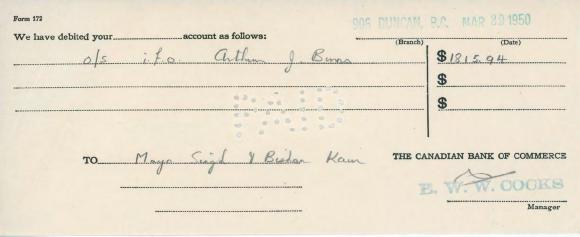 Form 172
906 DUNCAN, B.C. MAR 29 1950
We have debited your account as follows:
(Branch) (Date)
o/s i.f.o. Arthur J. Burns $ 1815.94
$
$
PAID
TO Mayo Singh & Bishan Kaur
THE CANADIAN BANK OF COMMERCE
E. W. W. COCKS
Manager